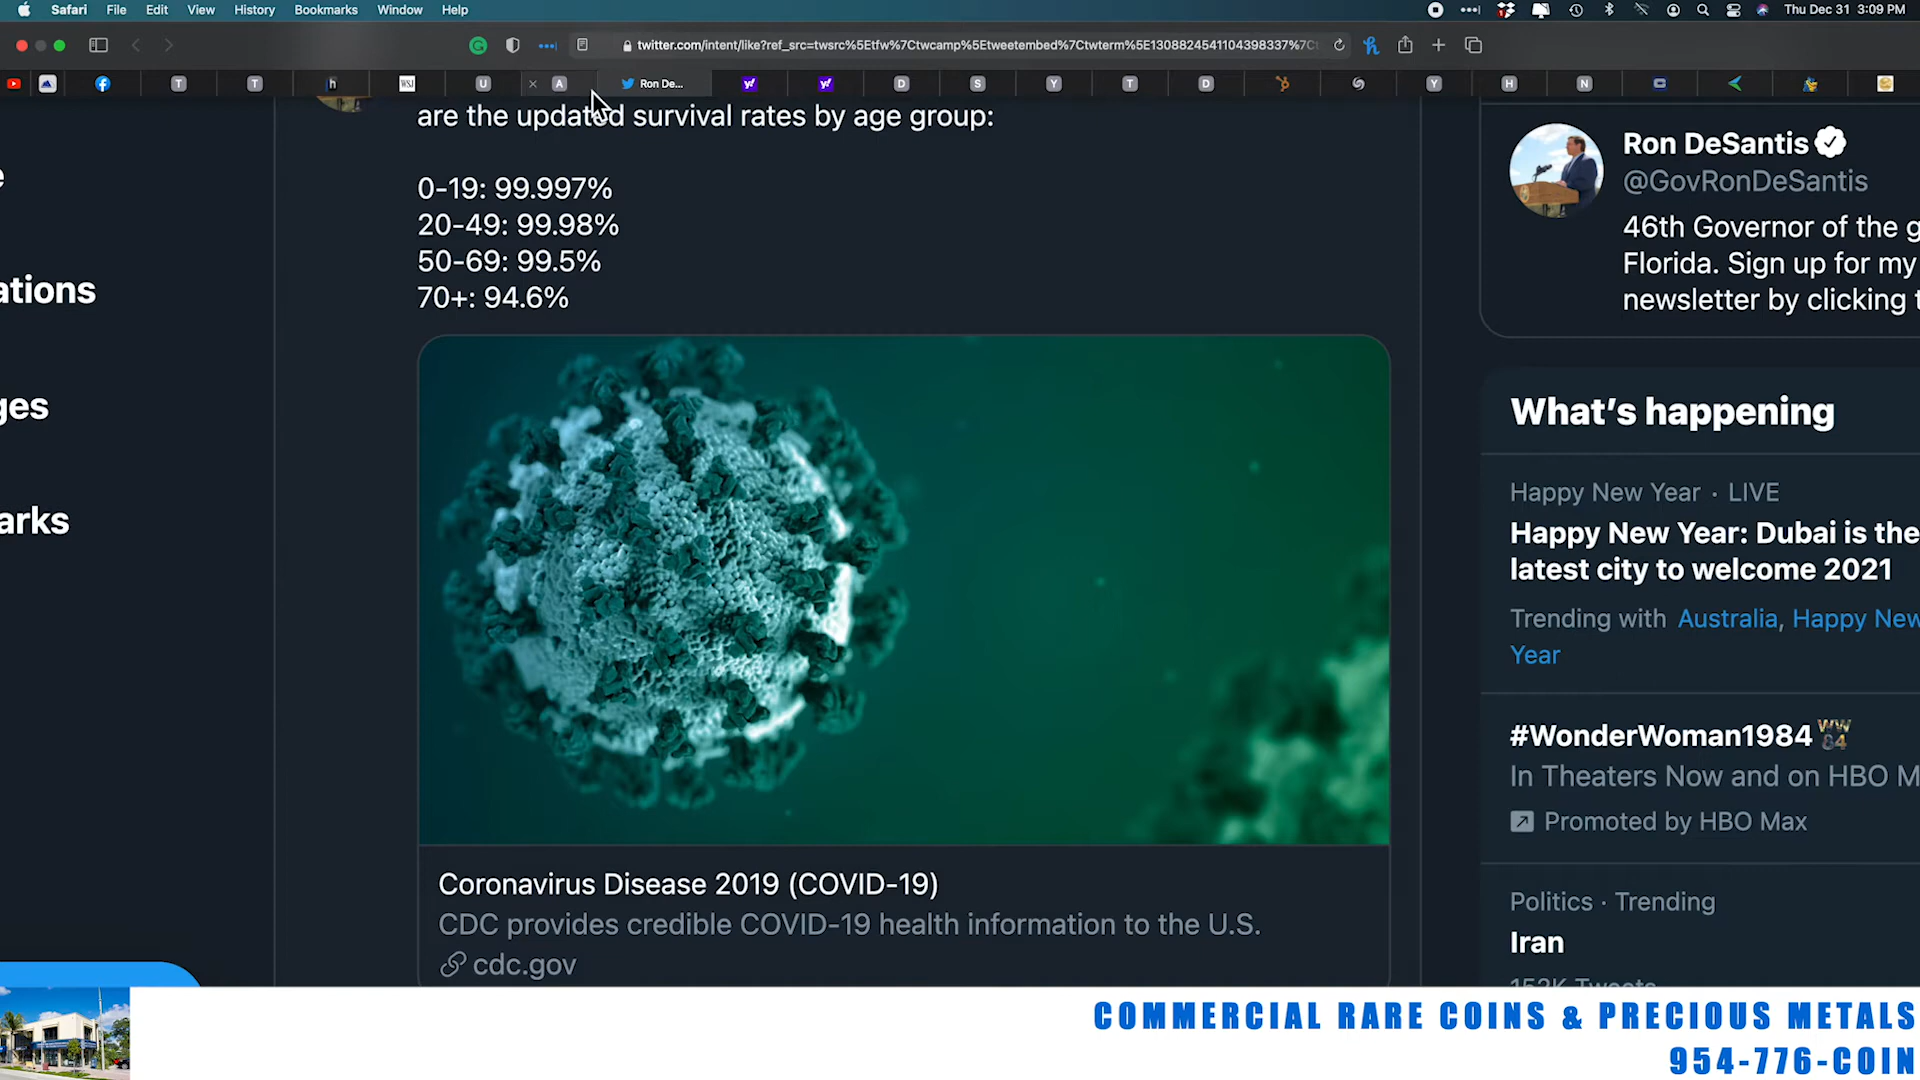 Safari File Edit View History Bookmarks Window Help
Thu Dec 31 3:09 PM
twitter.com/intent/like?ref_src=twsrc%5Etfw%7Ctwcamp%5Etweetembed%7Ctwterm%5E1308824541104398337%7Ct
T T h WSJ U A Ron De... y! y! D S Y T D Y H N
are the updated survival rates by age group:
0-19: 99.997%
20-49: 99.98%
50-69: 99.5%
70+: 94.6%
Coronavirus Disease 2019 (COVID-19)
CDC provides credible COVID-19 health information to the U.S.
cdc.gov
e
ations
ges
arks
Ron DeSantis
@GovRonDeSantis
46th Governor of the g
Florida. Sign up for my
newsletter by clicking t
What's happening
Happy New Year · LIVE
Happy New Year: Dubai is the
latest city to welcome 2021
Trending with Australia, Happy New
Year
#WonderWoman1984
In Theaters Now and on HBO M
Promoted by HBO Max
Politics · Trending
Iran
COMMERCIAL RARE COINS & PRECIOUS METALS
954-776-COIN